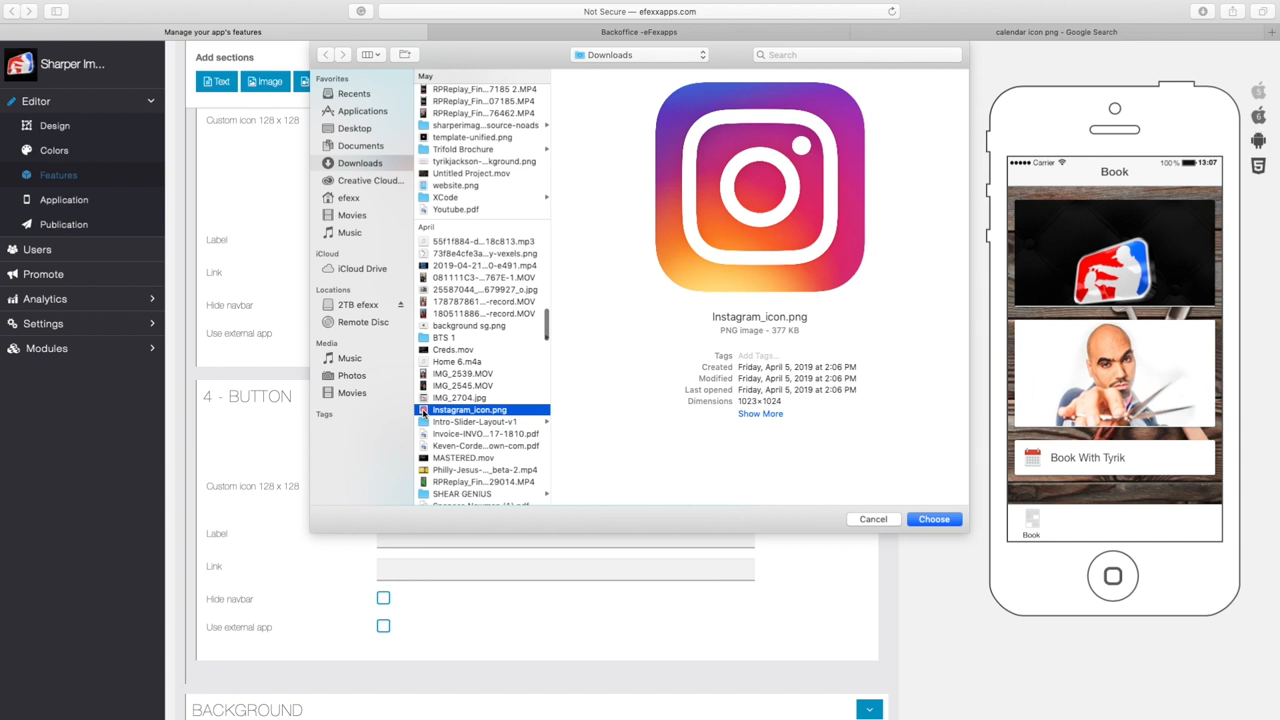 Not Secure — efexxapps.com
Manage your app's features
Backoffice -eFexapps
calendar icon png - Google Search
Sharper Im...
Editor
Design
Colors
Features
Application
Publication
Users
Promote
Analytics
Settings
Modules
Add sections
Text
Image
Custom icon 128 x 128
Label
Link
Hide navbar
Use external app
4 - BUTTON
Custom icon 128 x 128
Label
Link
Hide navbar
Use external app
BACKGROUND
Downloads
Search
Favorites
Recents
Applications
Desktop
Documents
Downloads
Creative Cloud...
efexx
Movies
Music
iCloud
iCloud Drive
Locations
2TB efexx
Remote Disc
Media
Music
Photos
Movies
Tags
May
RPReplay_Fin...7185 2.MP4
RPReplay_Fin...07185.MP4
RPReplay_Fin...76462.MP4
sharperimag...source-noads
template-unified.png
Trifold Brochure
tyrikjackson-...kground.png
Untitled Project.mov
website.png
XCode
Youtube.pdf
April
55f1f884-d...18c813.mp3
73f8e4cfe3a...y-vexels.png
2019-04-21...0-e491.mp4
081111C3-...767E-1.MOV
25587044_...679927_o.jpg
178787861...-record.MOV
180511886...-record.MOV
background sg.png
BTS 1
Creds.mov
Home 6.m4a
IMG_2539.MOV
IMG_2545.MOV
IMG_2704.jpg
Instagram_icon.png
Intro-Slider-Layout-v1
Invoice-INVO...17-1810.pdf
Keven-Corde...own-com.pdf
MASTERED.mov
Philly-Jesus-..._beta-2.mp4
RPReplay_Fin...29014.MP4
SHEAR GENIUS
Instagram_icon.png
PNG image - 377 KB
Tags Add Tags...
Created Friday, April 5, 2019 at 2:06 PM
Modified Friday, April 5, 2019 at 2:06 PM
Last opened Friday, April 5, 2019 at 2:06 PM
Dimensions 1023×1024
Show More
Cancel
Choose
Carrier
100 %
13:07
Book
Book With Tyrik
Book